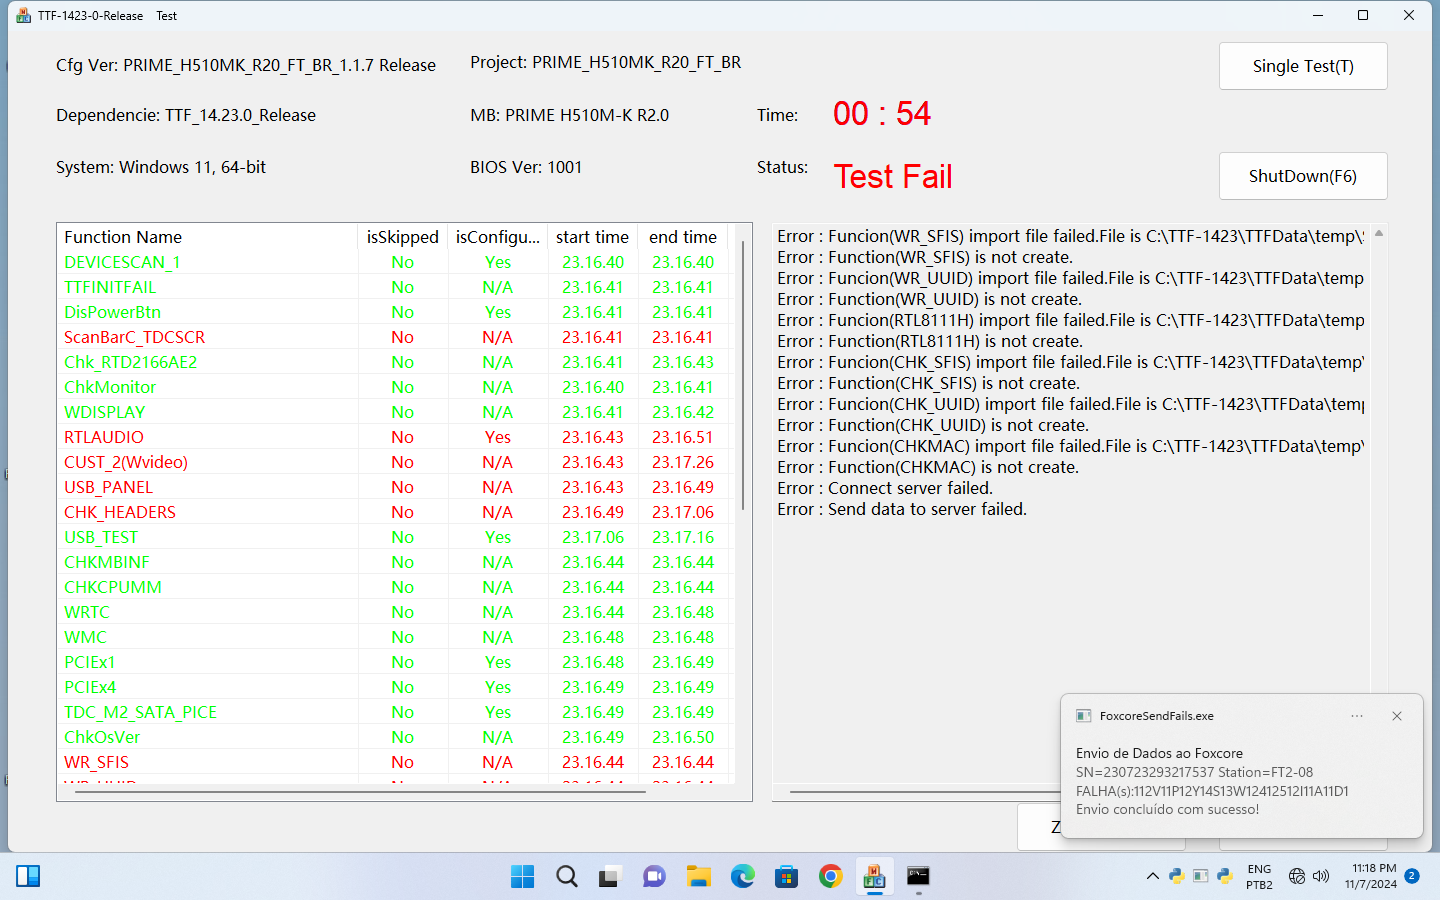 TTF-1423-0-Release Test
Cfg Ver: PRIME_H510MK_R20_FT_BR_1.1.7 Release
Project: PRIME_H510MK_R20_FT_BR
Single Test(T)
Dependencie: TTF_14.23.0_Release
MB: PRIME H510M-K R2.0
Time: 00 : 54
System: Windows 11, 64-bit
BIOS Ver: 1001
Status: Test Fail
ShutDown(F6)
Function Name isSkipped isConfigu... start time end time
DEVICESCAN_1 No Yes 23.16.40 23.16.40
TTFINITFAIL No N/A 23.16.41 23.16.41
DisPowerBtn No Yes 23.16.41 23.16.41
ScanBarC_TDCSCR No N/A 23.16.41 23.16.41
Chk_RTD2166AE2 No N/A 23.16.41 23.16.43
ChkMonitor No N/A 23.16.40 23.16.41
WDISPLAY No N/A 23.16.41 23.16.42
RTLAUDIO No Yes 23.16.43 23.16.51
CUST_2(Wvideo) No N/A 23.16.43 23.17.26
USB_PANEL No N/A 23.16.43 23.16.49
CHK_HEADERS No N/A 23.16.49 23.17.06
USB_TEST No Yes 23.17.06 23.17.16
CHKMBINF No N/A 23.16.44 23.16.44
CHKCPUMM No N/A 23.16.44 23.16.44
WRTC No N/A 23.16.44 23.16.48
WMC No N/A 23.16.48 23.16.48
PCIEx1 No Yes 23.16.48 23.16.49
PCIEx4 No Yes 23.16.49 23.16.49
TDC_M2_SATA_PICE No Yes 23.16.49 23.16.49
ChkOsVer No N/A 23.16.49 23.16.50
WR_SFIS No N/A 23.16.44 23.16.44
Error : Funcion(WR_SFIS) import file failed.File is C:\TTF-1423\TTFData\temp\
Error : Function(WR_SFIS) is not create.
Error : Funcion(WR_UUID) import file failed.File is C:\TTF-1423\TTFData\temp
Error : Function(WR_UUID) is not create.
Error : Funcion(RTL8111H) import file failed.File is C:\TTF-1423\TTFData\temp
Error : Function(RTL8111H) is not create.
Error : Funcion(CHK_SFIS) import file failed.File is C:\TTF-1423\TTFData\temp\
Error : Function(CHK_SFIS) is not create.
Error : Funcion(CHK_UUID) import file failed.File is C:\TTF-1423\TTFData\temp
Error : Function(CHK_UUID) is not create.
Error : Funcion(CHKMAC) import file failed.File is C:\TTF-1423\TTFData\temp\
Error : Function(CHKMAC) is not create.
Error : Connect server failed.
Error : Send data to server failed.
FoxcoreSendFails.exe
Envio de Dados ao Foxcore
SN=230723293217537 Station=FT2-08
FALHA(s):112V11P12Y14S13W12412512I11A11D1
Envio concluído com sucesso!
ENG
PTB2
11:18 PM
11/7/2024
2